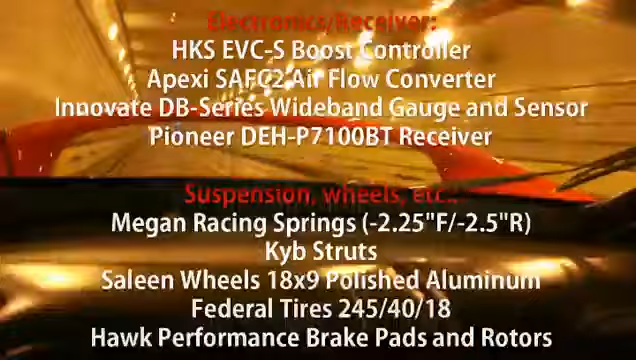 Electronics/Receiver:
HKS EVC-S Boost Controller
Apexi SAFC2 Air Flow Converter
Innovate DB-Series Wideband Gauge and Sensor
Pioneer DEH-P7100BT Receiver
Suspension, wheels, etc..
Megan Racing Springs (-2.25"F/-2.5"R)
Kyb Struts
Saleen Wheels 18x9 Polished Aluminum
Federal Tires 245/40/18
Hawk Performance Brake Pads and Rotors